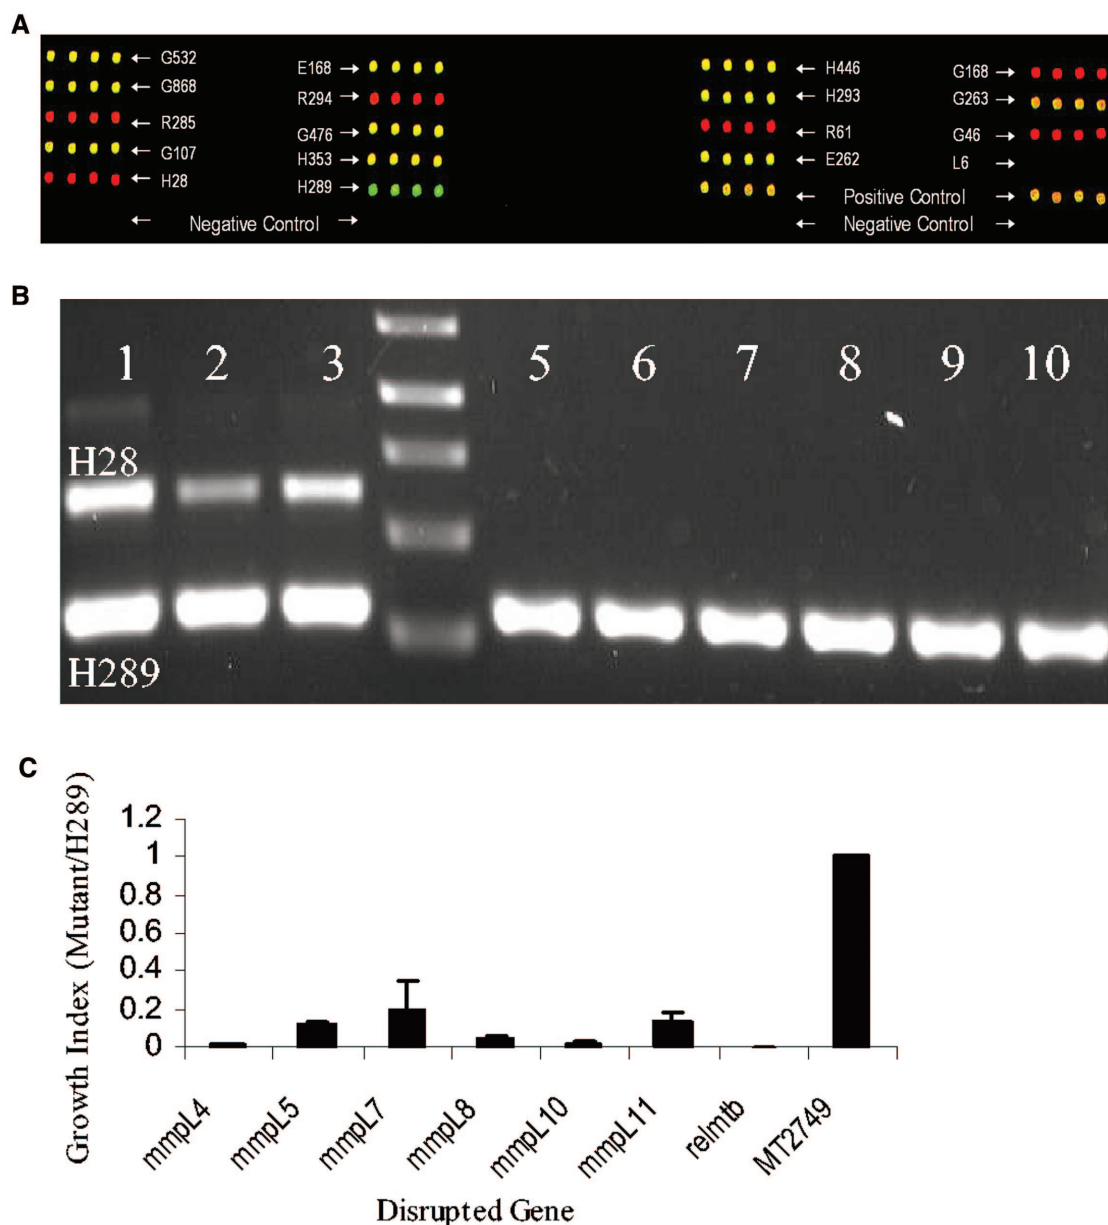 A
← G532
← G868
← R285
← G107
← H28
E168 →
R294 →
G476 →
H353 →
H289 →
← Negative Control →
← H446
← H293
← R61
← E262
G168 →
G263 →
G46 →
L6
← Positive Control →
← Negative Control →
B
1 2 3 5 6 7 8 9 10
H28
H289
C
Growth Index (Mutant/H289)
1.2
1
0.8
0.6
0.4
0.2
0
mmpL4
mmpL5
mmpL7
mmpL8
mmpL10
mmpL11
relmtb
MT2749
Disrupted Gene